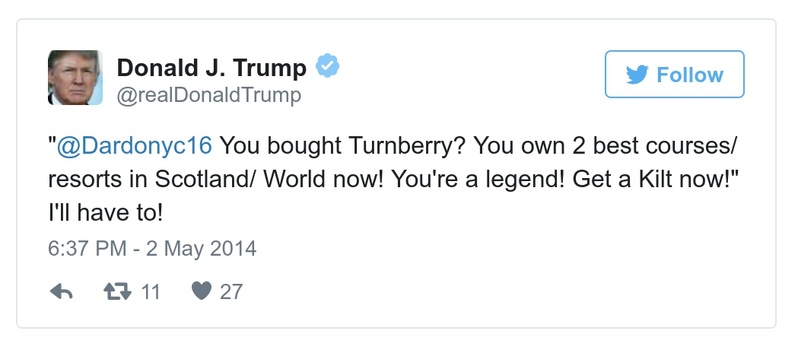 Donald J. Trump
@realDonaldTrump
Follow
"@Dardonyc16 You bought Turnberry? You own 2 best courses/
resorts in Scotland/ World now! You're a legend! Get a Kilt now!"
I'll have to!
6:37 PM - 2 May 2014
11 27